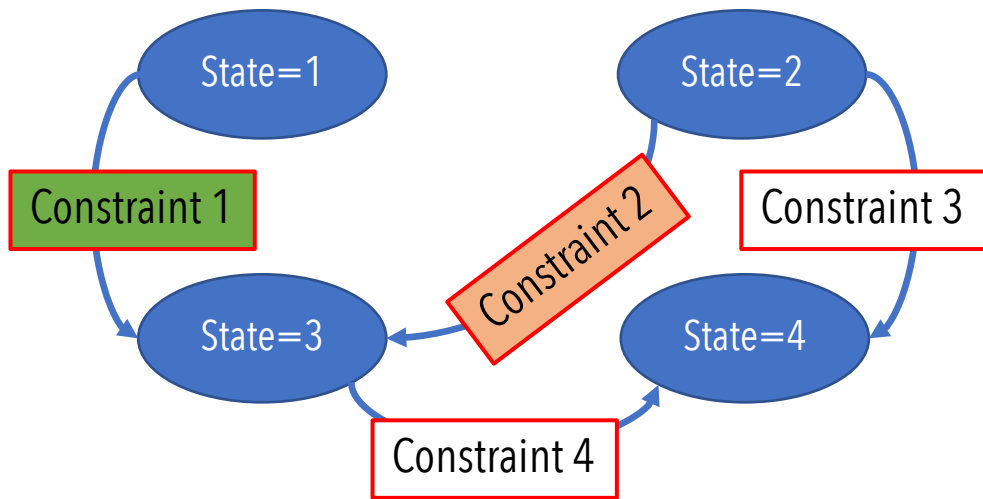 State=1
State=2
Constraint 1
Constraint 2
Constraint 3
State=3
State=4
Constraint 4